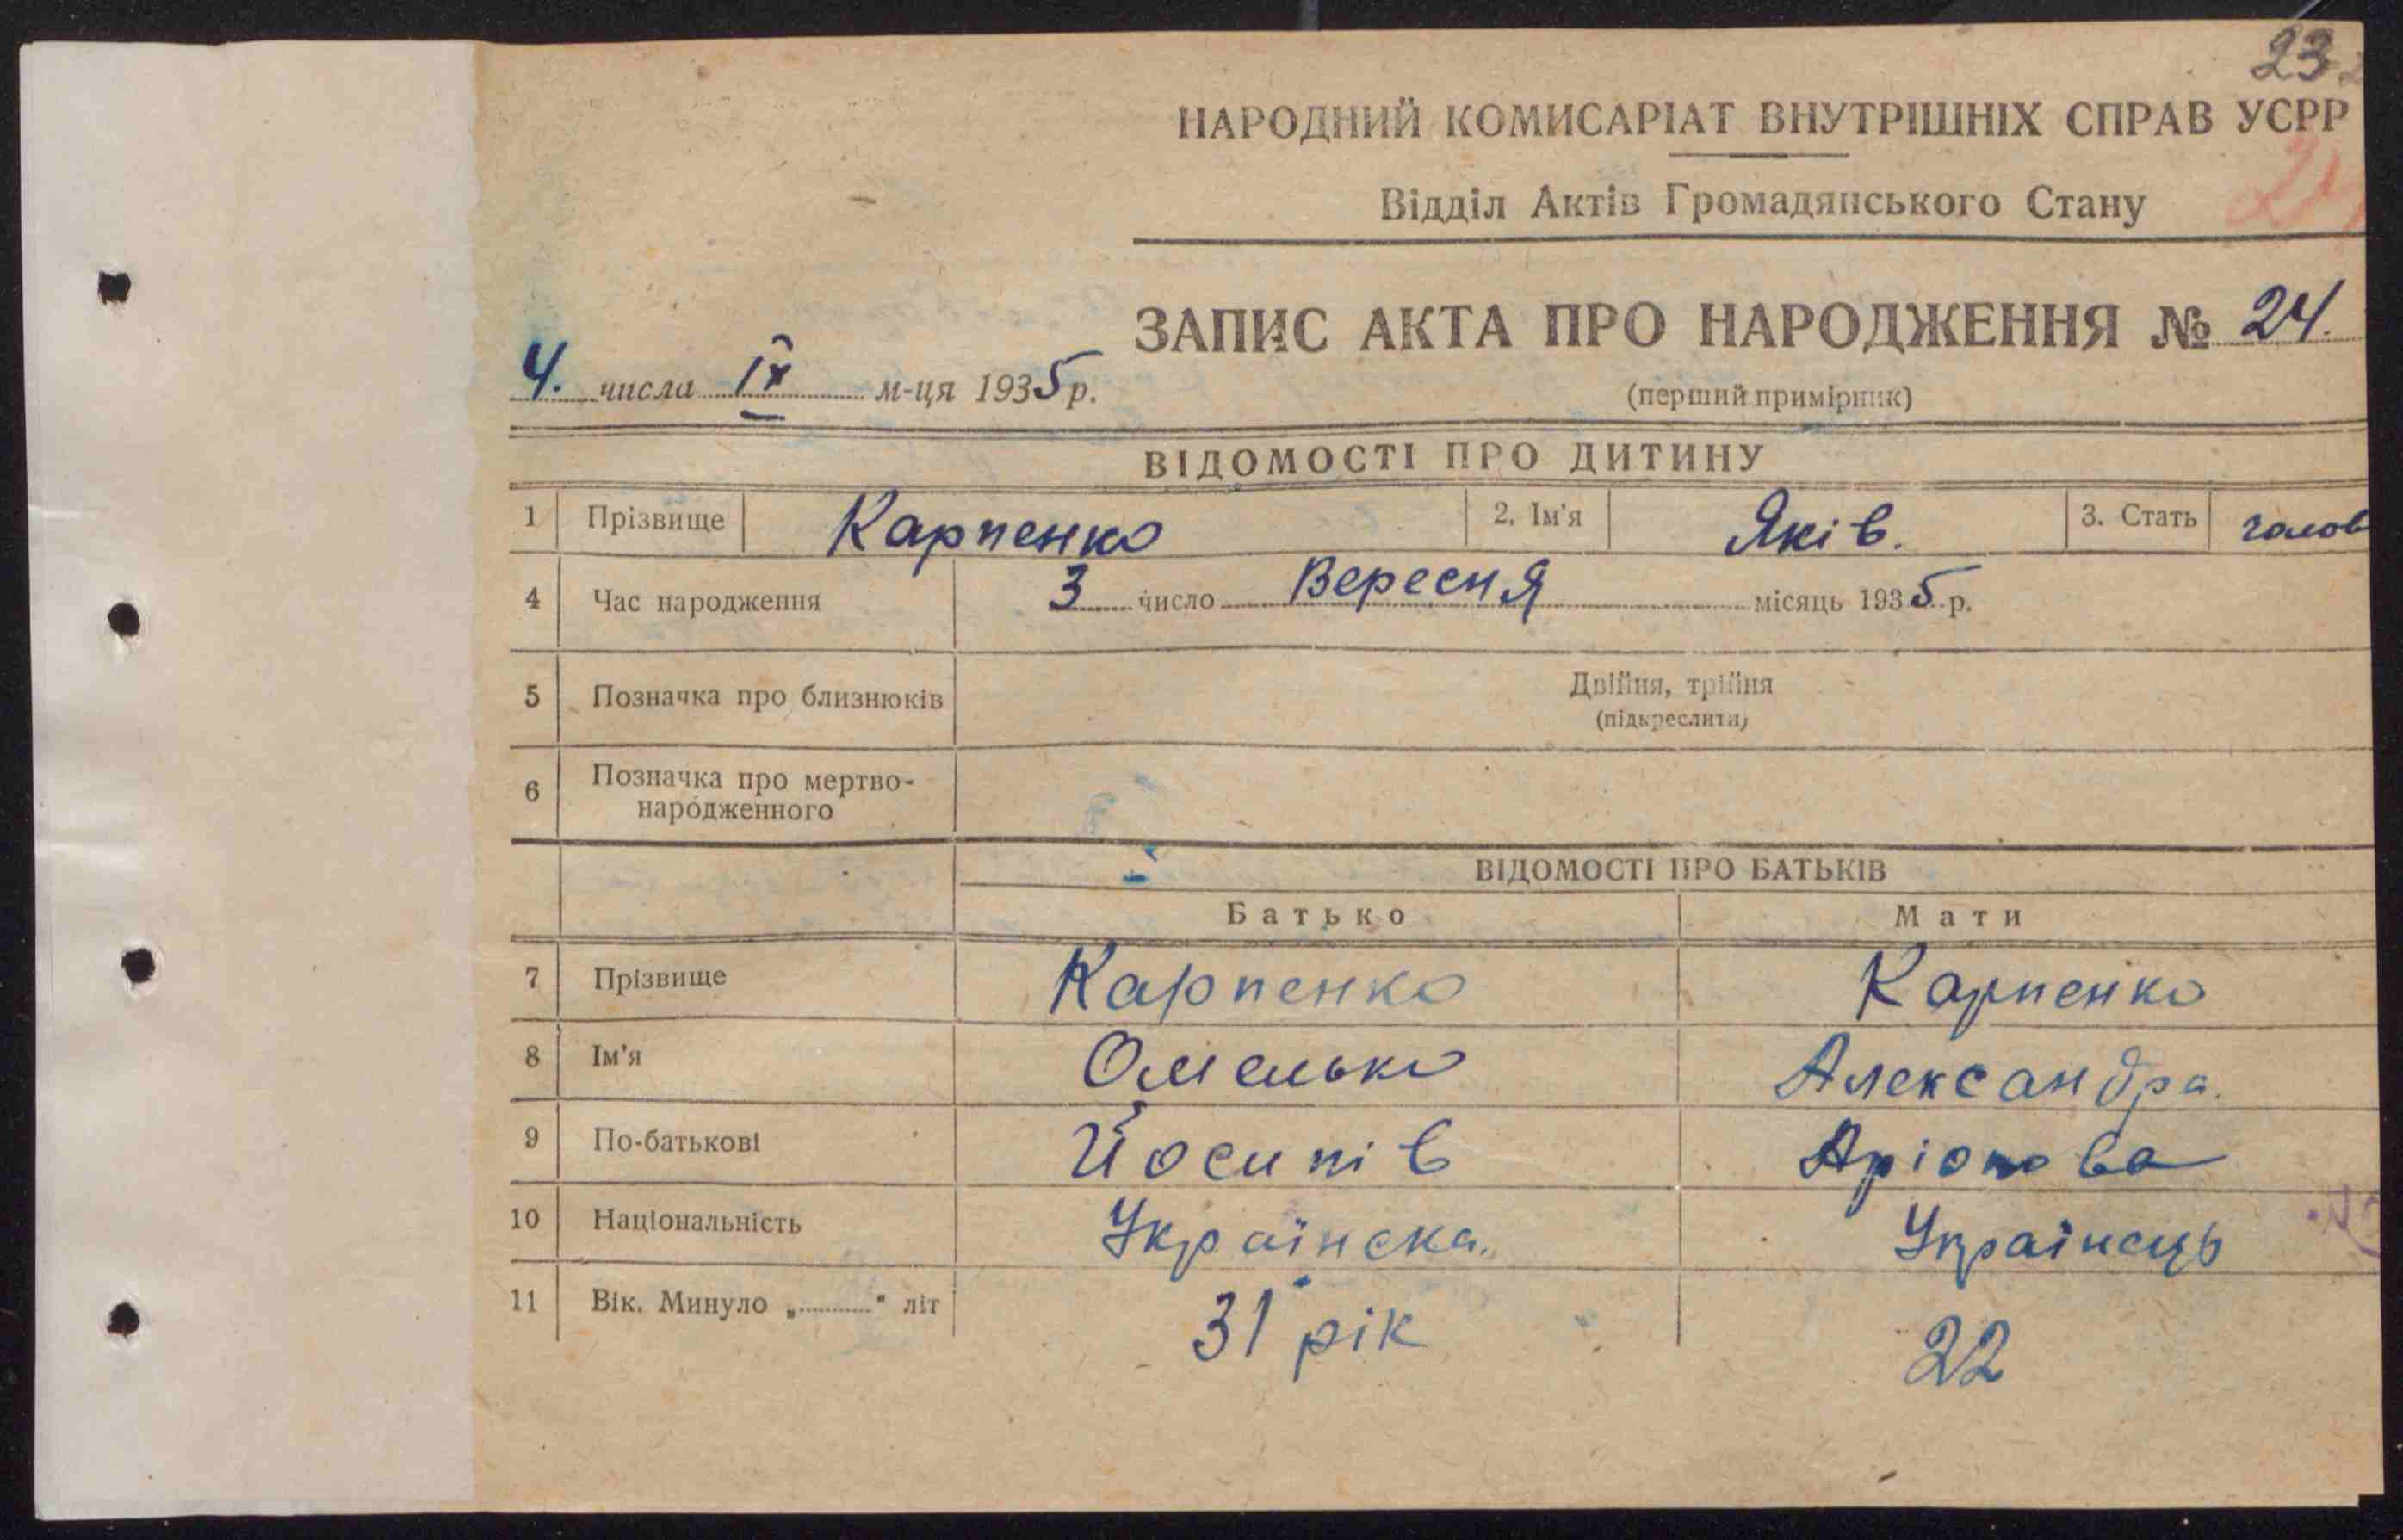 23
НАРОДНИЙ КОМИСАРІАТ ВНУТРІШНІХ СПРАВ УСРР
Відділ Актів Громадянського Стану
ЗАПИС АКТА ПРО НАРОДЖЕННЯ № 24.
4. числа IX м-ця 1935 р.
(перший примірник)
ВІДОМОСТІ ПРО ДИТИНУ
1 Прізвище Карпенко 2. Ім'я Яків. 3. Стать чолов
4 Час народження 3 число Вересня місяць 1935 р.
5 Позначка про близнюків Двійня, трійня
(підкреслити)
6 Позначка про мертво-
народженного
ВІДОМОСТІ ПРО БАТЬКІВ
Батько Мати
7 Прізвище Карпенко Карпенко
8 Ім'я Омелько Александра.
9 По-батькові Йосипів
10 Національність Українска. Українець
11 Вік. Минуло „............" літ 31 рік 22